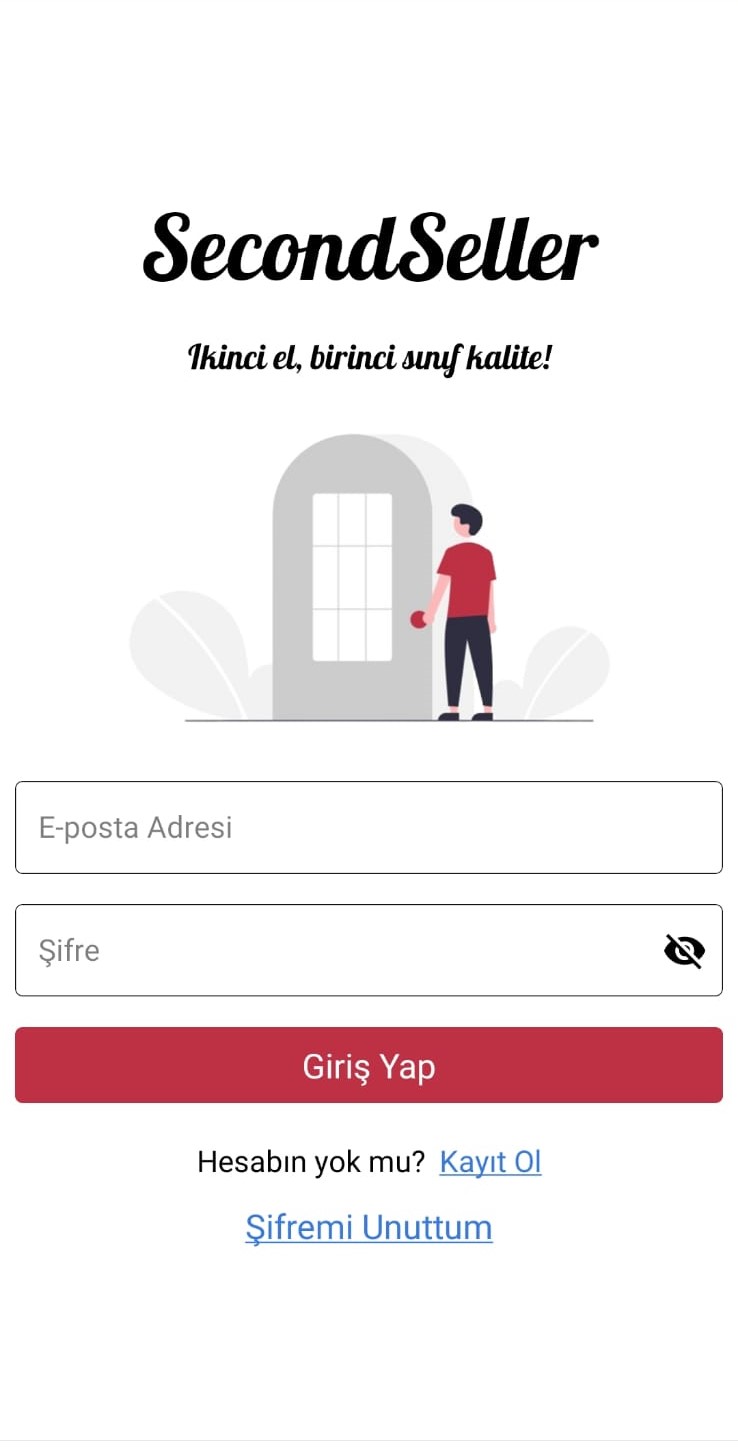 SecondSeller
Ikinci el, birinci sınıf kalite!
E-posta Adresi
Şifre
Giriş Yap
Hesabın yok mu? Kayıt Ol
Şifremi Unuttum